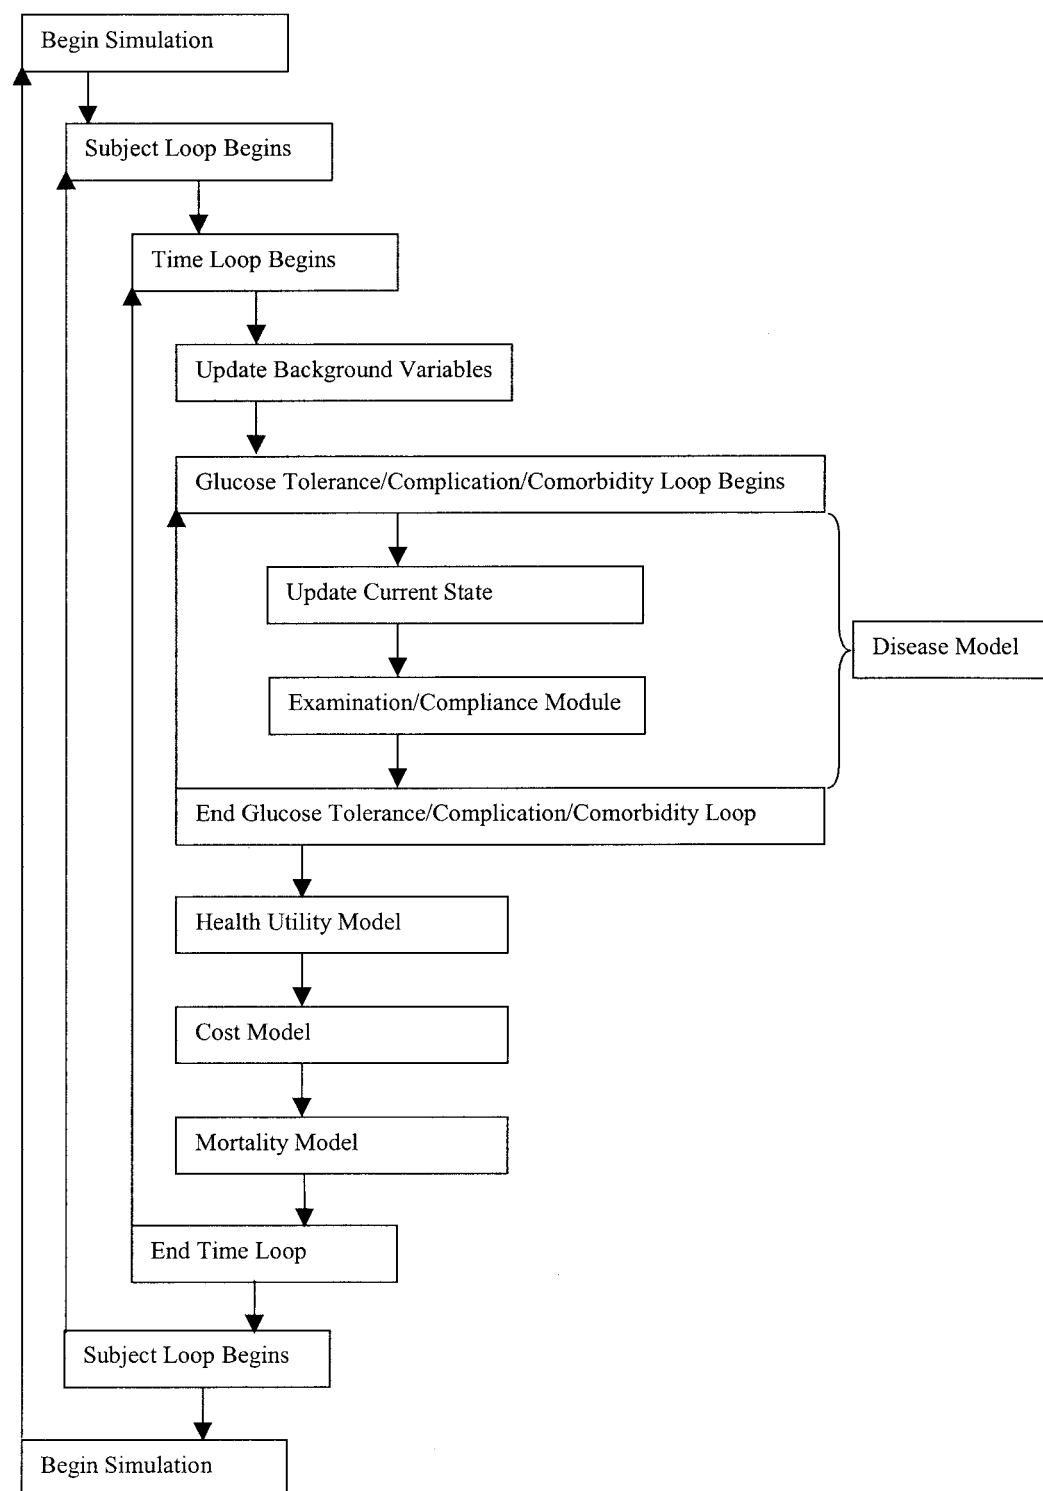 Begin Simulation
Subject Loop Begins
Time Loop Begins
Update Background Variables
Glucose Tolerance/Complication/Comorbidity Loop Begins
Update Current State
Disease Model
Examination/Compliance Module
End Glucose Tolerance/Complication/Comorbidity Loop
Health Utility Model
Cost Model
Mortality Model
End Time Loop
Subject Loop Begins
Begin Simulation